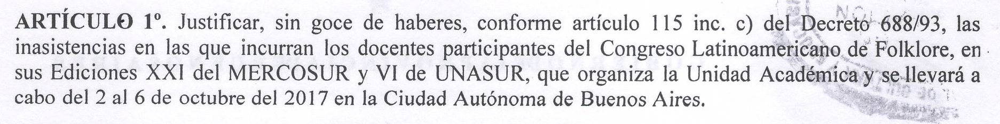 ARTÍCULO 1º. Justificar, sin goce de haberes, conforme artículo 115 inc. c) del Decreto 688/93, las
inasistencias en las que incurran los docentes participantes del Congreso Latinoamericano de Folklore, en
sus Ediciones XXI del MERCOSUR y VI de UNASUR, que organiza la Unidad Académica y se llevará a
cabo del 2 al 6 de octubre del 2017 en la Ciudad Autónoma de Buenos Aires.